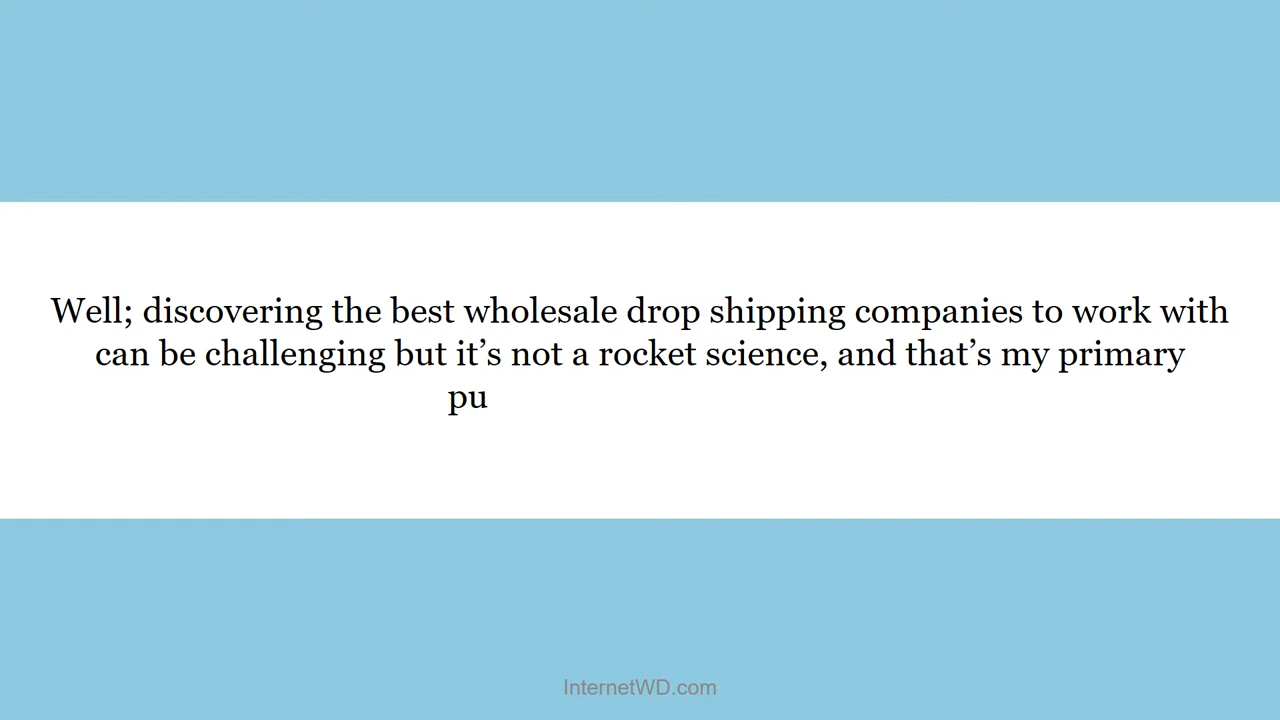 Well; discovering the best wholesale drop shipping companies to work with
can be challenging but it’s not a rocket science, and that’s my primary
pu
InternetWD.com